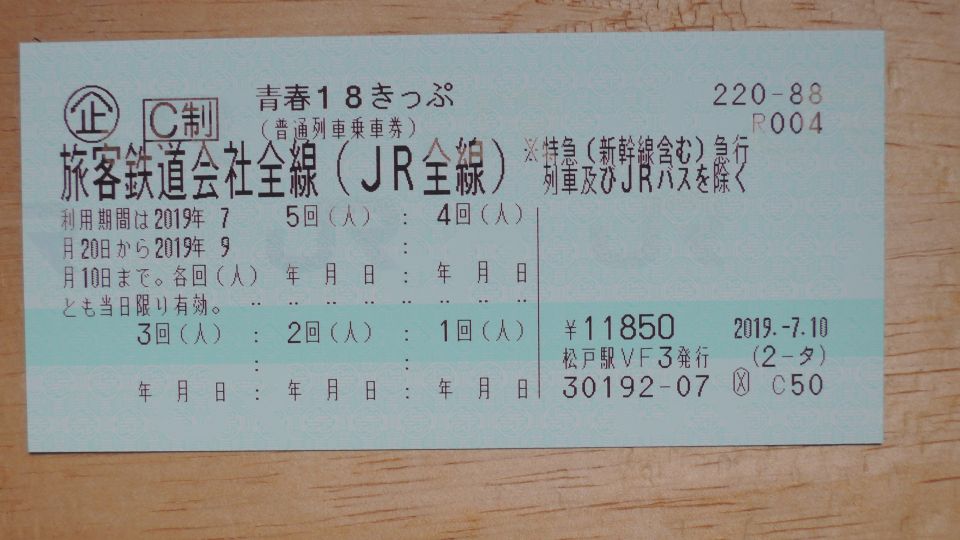 企 C制 青春18きっぷ 220-88
(普通列車乗車券) R004
旅客鉄道会社全線(JR全線) ※特急(新幹線含む)急行
列車及びJRバスを除く
利用期間は2019年 7
月20日から2019年 9
月10日まで。各回(人)
とも当日限り有効。
5回(人) : 4回(人)
:
年 月 日 : 年 月 日
‥ ‥ ‥ ‥ ‥ ‥ ‥ ‥
3回(人) : 2回(人) : 1回(人)
: :
年 月 日 : 年 月 日 : 年 月 日
¥11850 2019.-7.10
松戸駅VF3発行 (2-タ)
30192-07 X C50